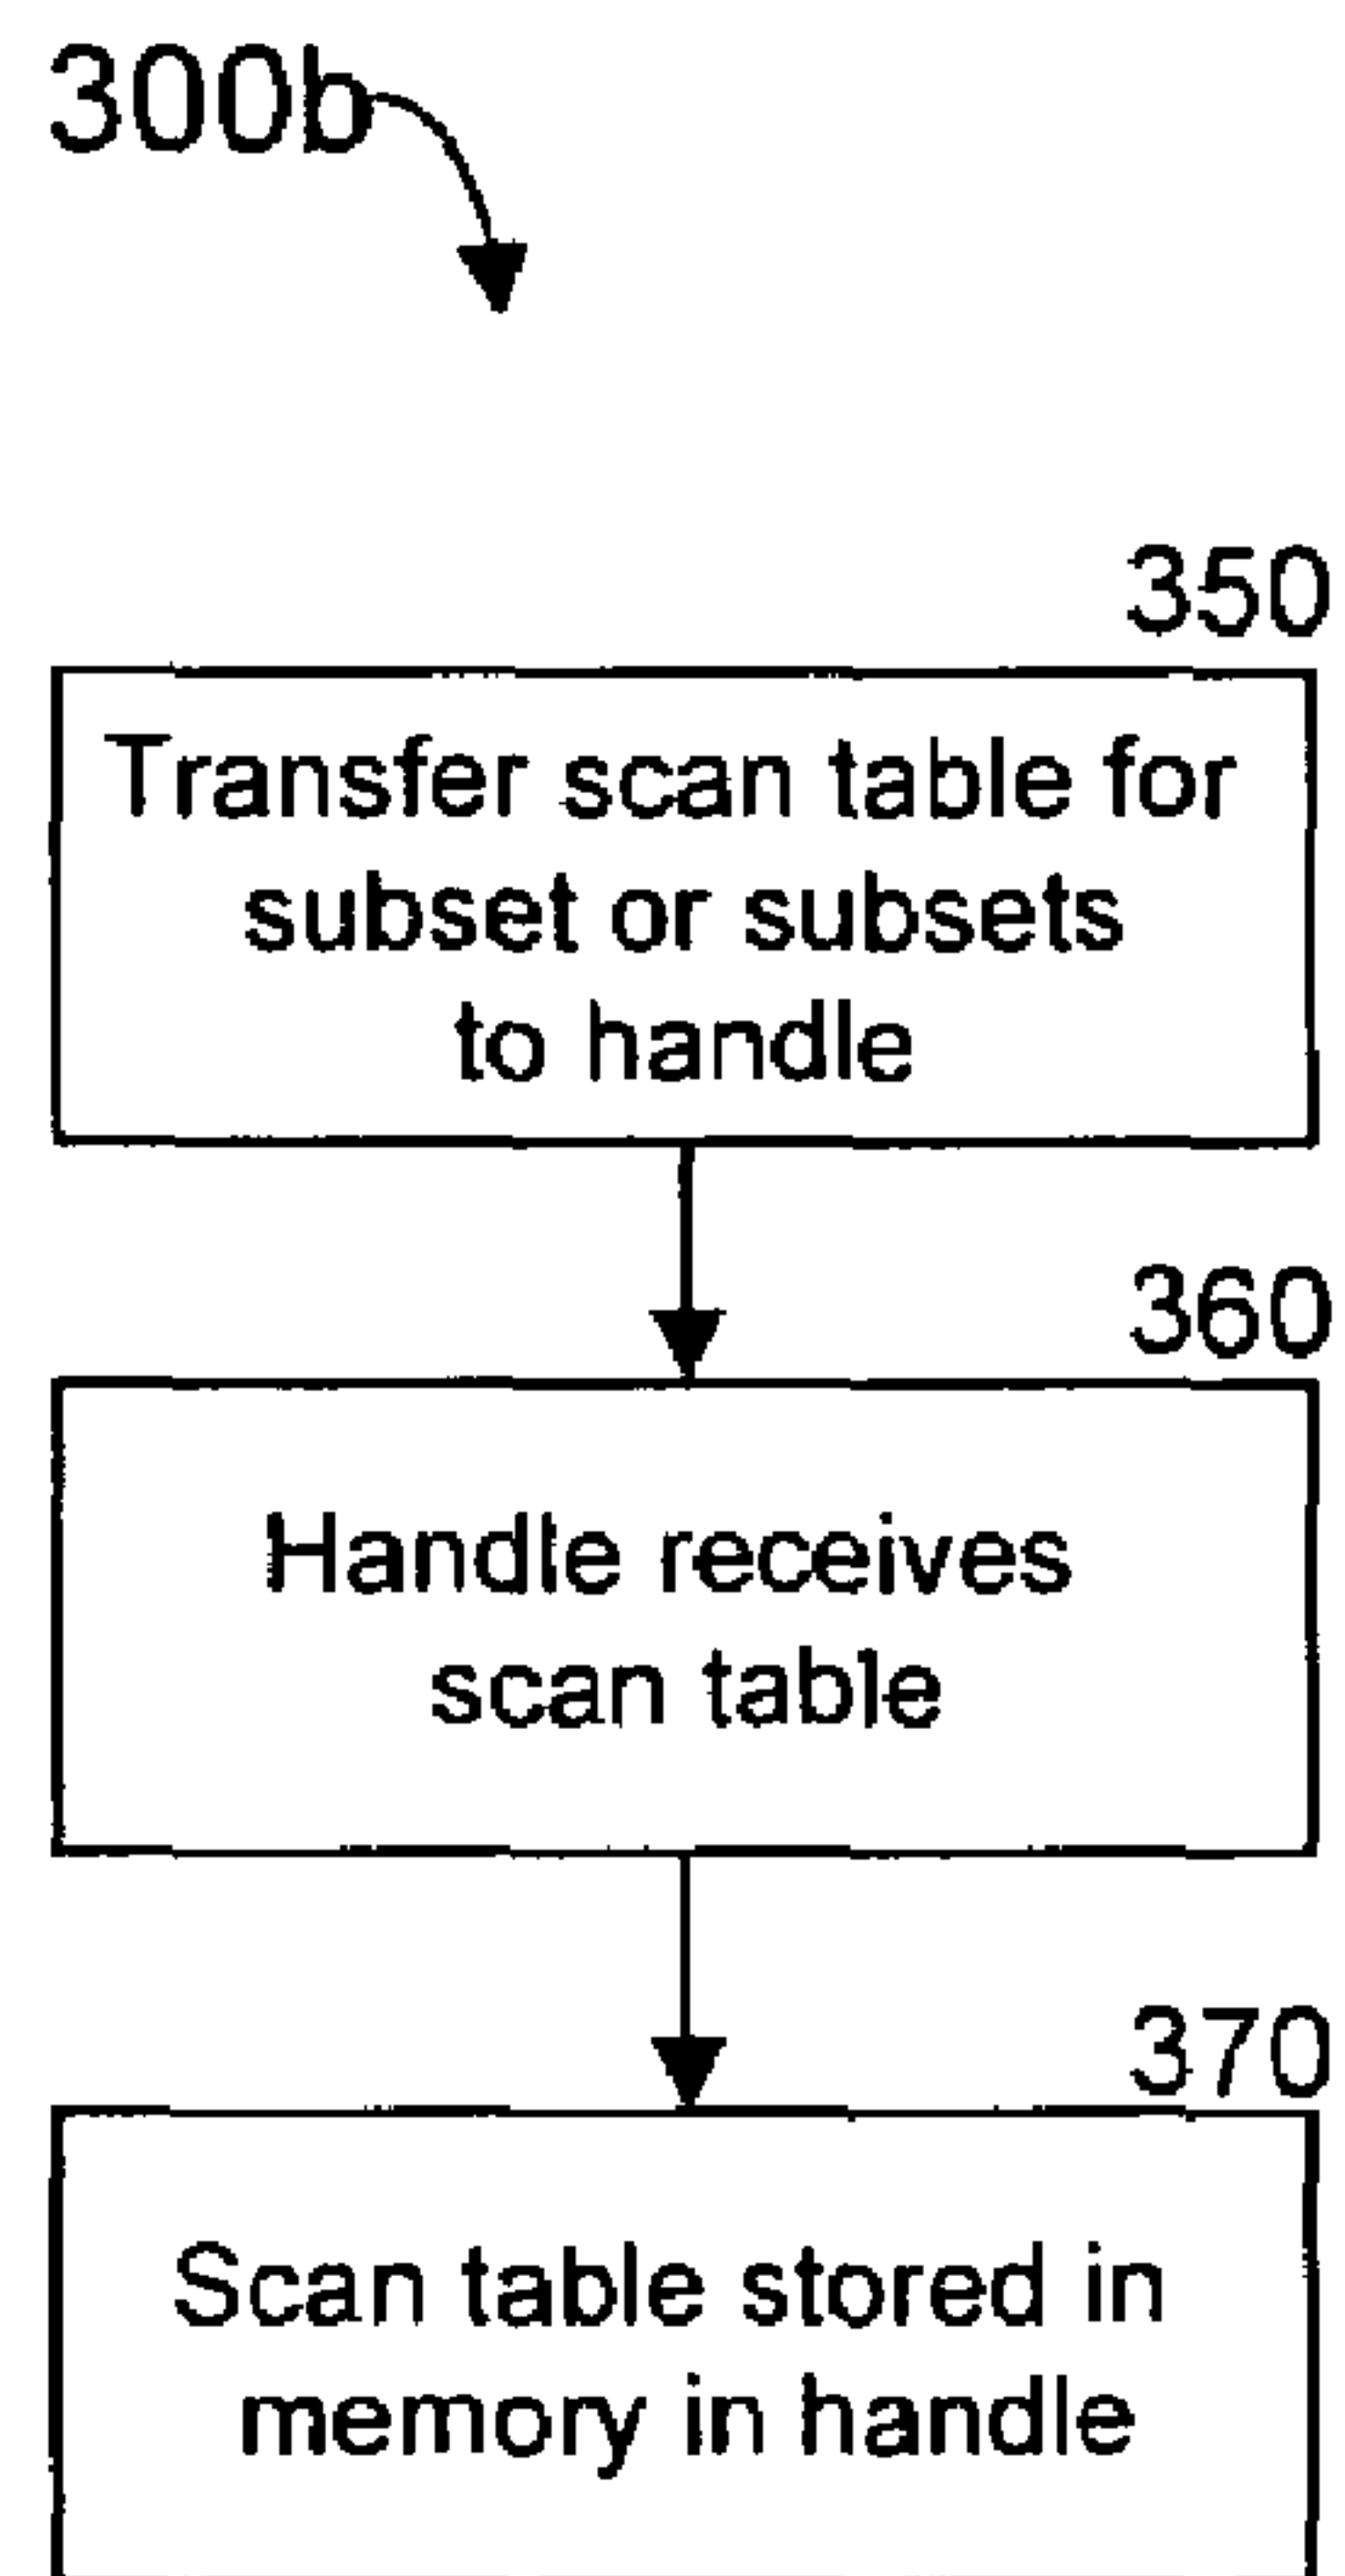 300b
350
Transfer scan table for
subset or subsets
to handle
360
Handle receives
scan table
370
Scan table stored in
memory in handle